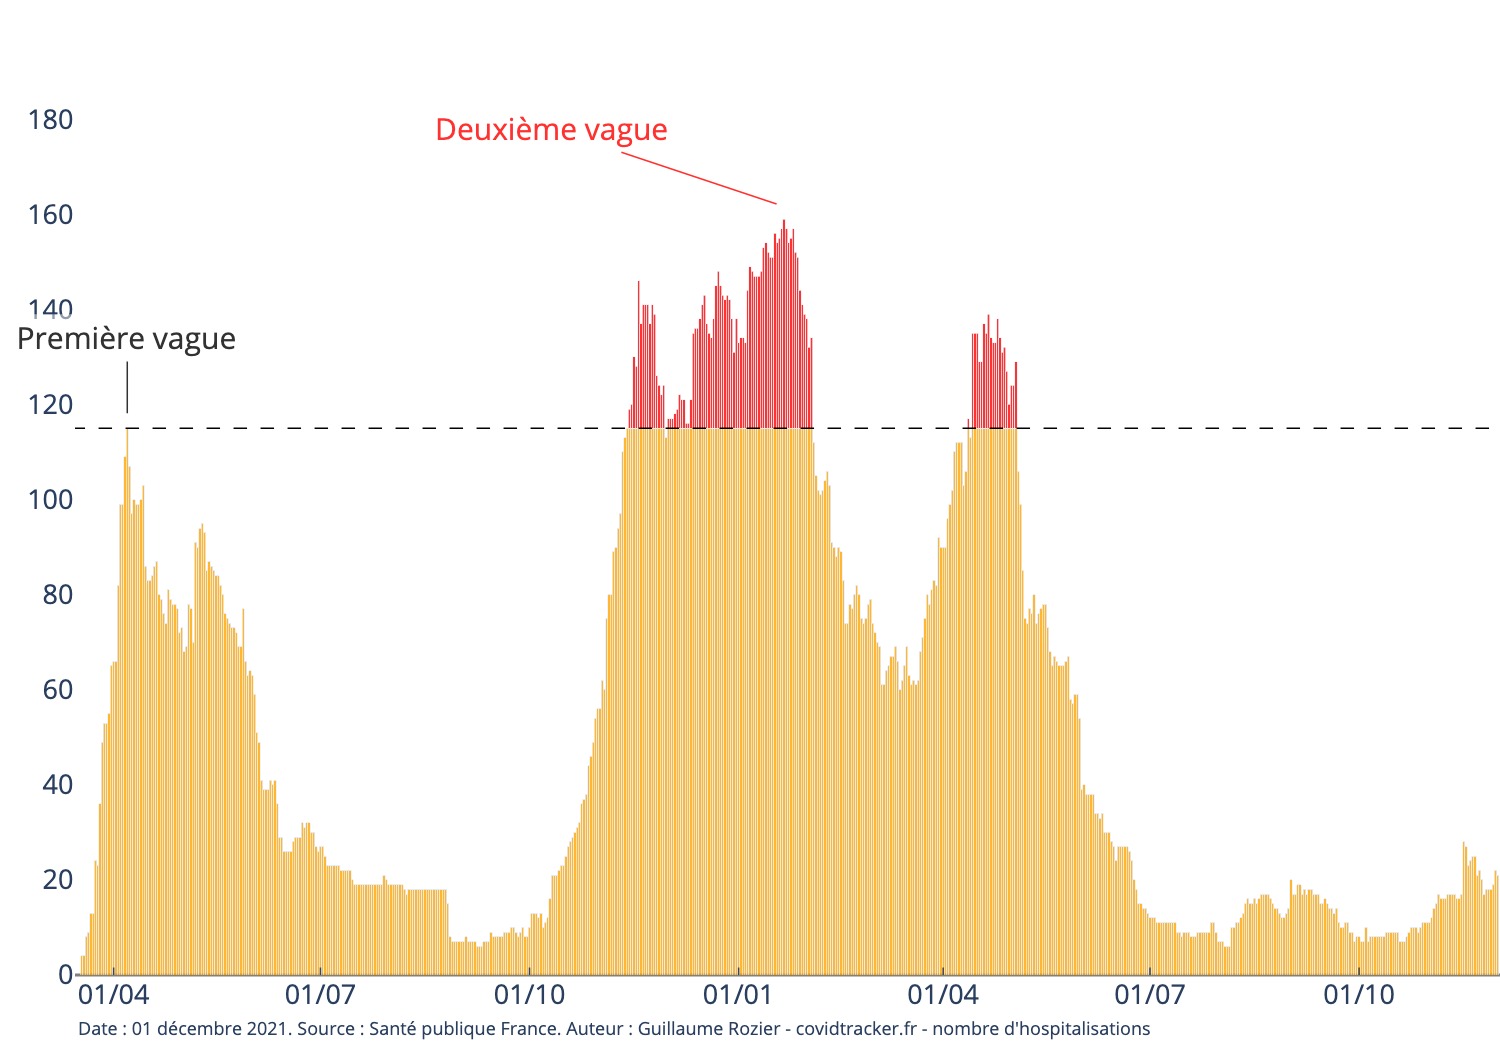 180
Deuxième vague
160
140
Première vague
120
100
80
60
40
20
0
01/04 01/07 01/10 01/01 01/04 01/07 01/10
Date : 01 décembre 2021. Source : Santé publique France. Auteur : Guillaume Rozier - covidtracker.fr - nombre d'hospitalisations